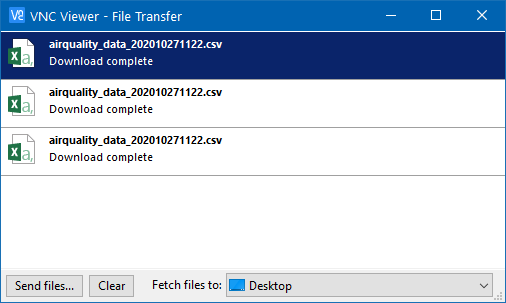 VNC Viewer - File Transfer
airquality_data_202010271122.csv
Download complete
airquality_data_202010271122.csv
Download complete
airquality_data_202010271122.csv
Download complete
Send files... Clear Fetch files to: Desktop